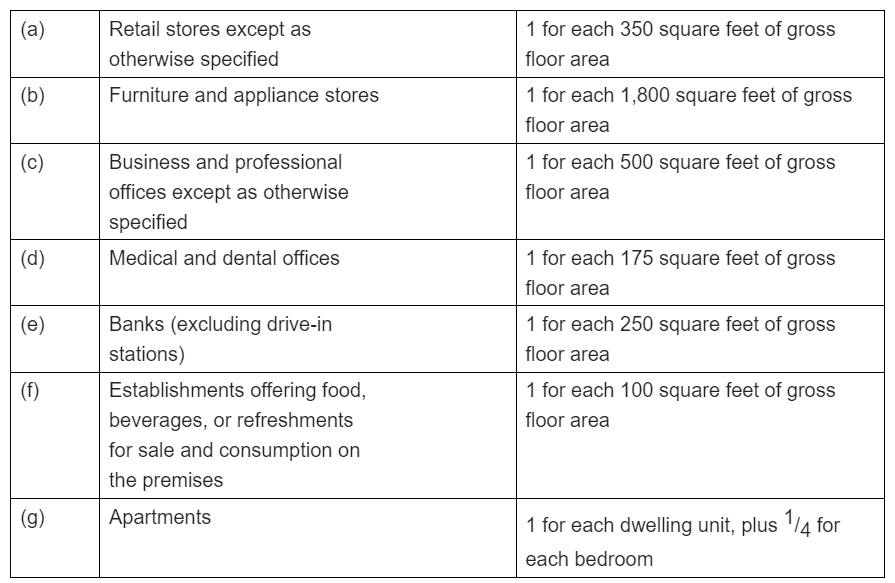 (a) Retail stores except as 1 for each 350 square feet of gross
otherwise specified floor area
(b) Furniture and appliance stores 1 for each 1,800 square feet of gross
floor area
(c) Business and professional 1 for each 500 square feet of gross
offices except as otherwise floor area
specified
(d) Medical and dental offices 1 for each 175 square feet of gross
floor area
(e) Banks (excluding drive-in 1 for each 250 square feet of gross
stations) floor area
(f) Establishments offering food, 1 for each 100 square feet of gross
beverages, or refreshments floor area
for sale and consumption on
the premises
(g) Apartments 1 for each dwelling unit, plus 1/4 for
each bedroom